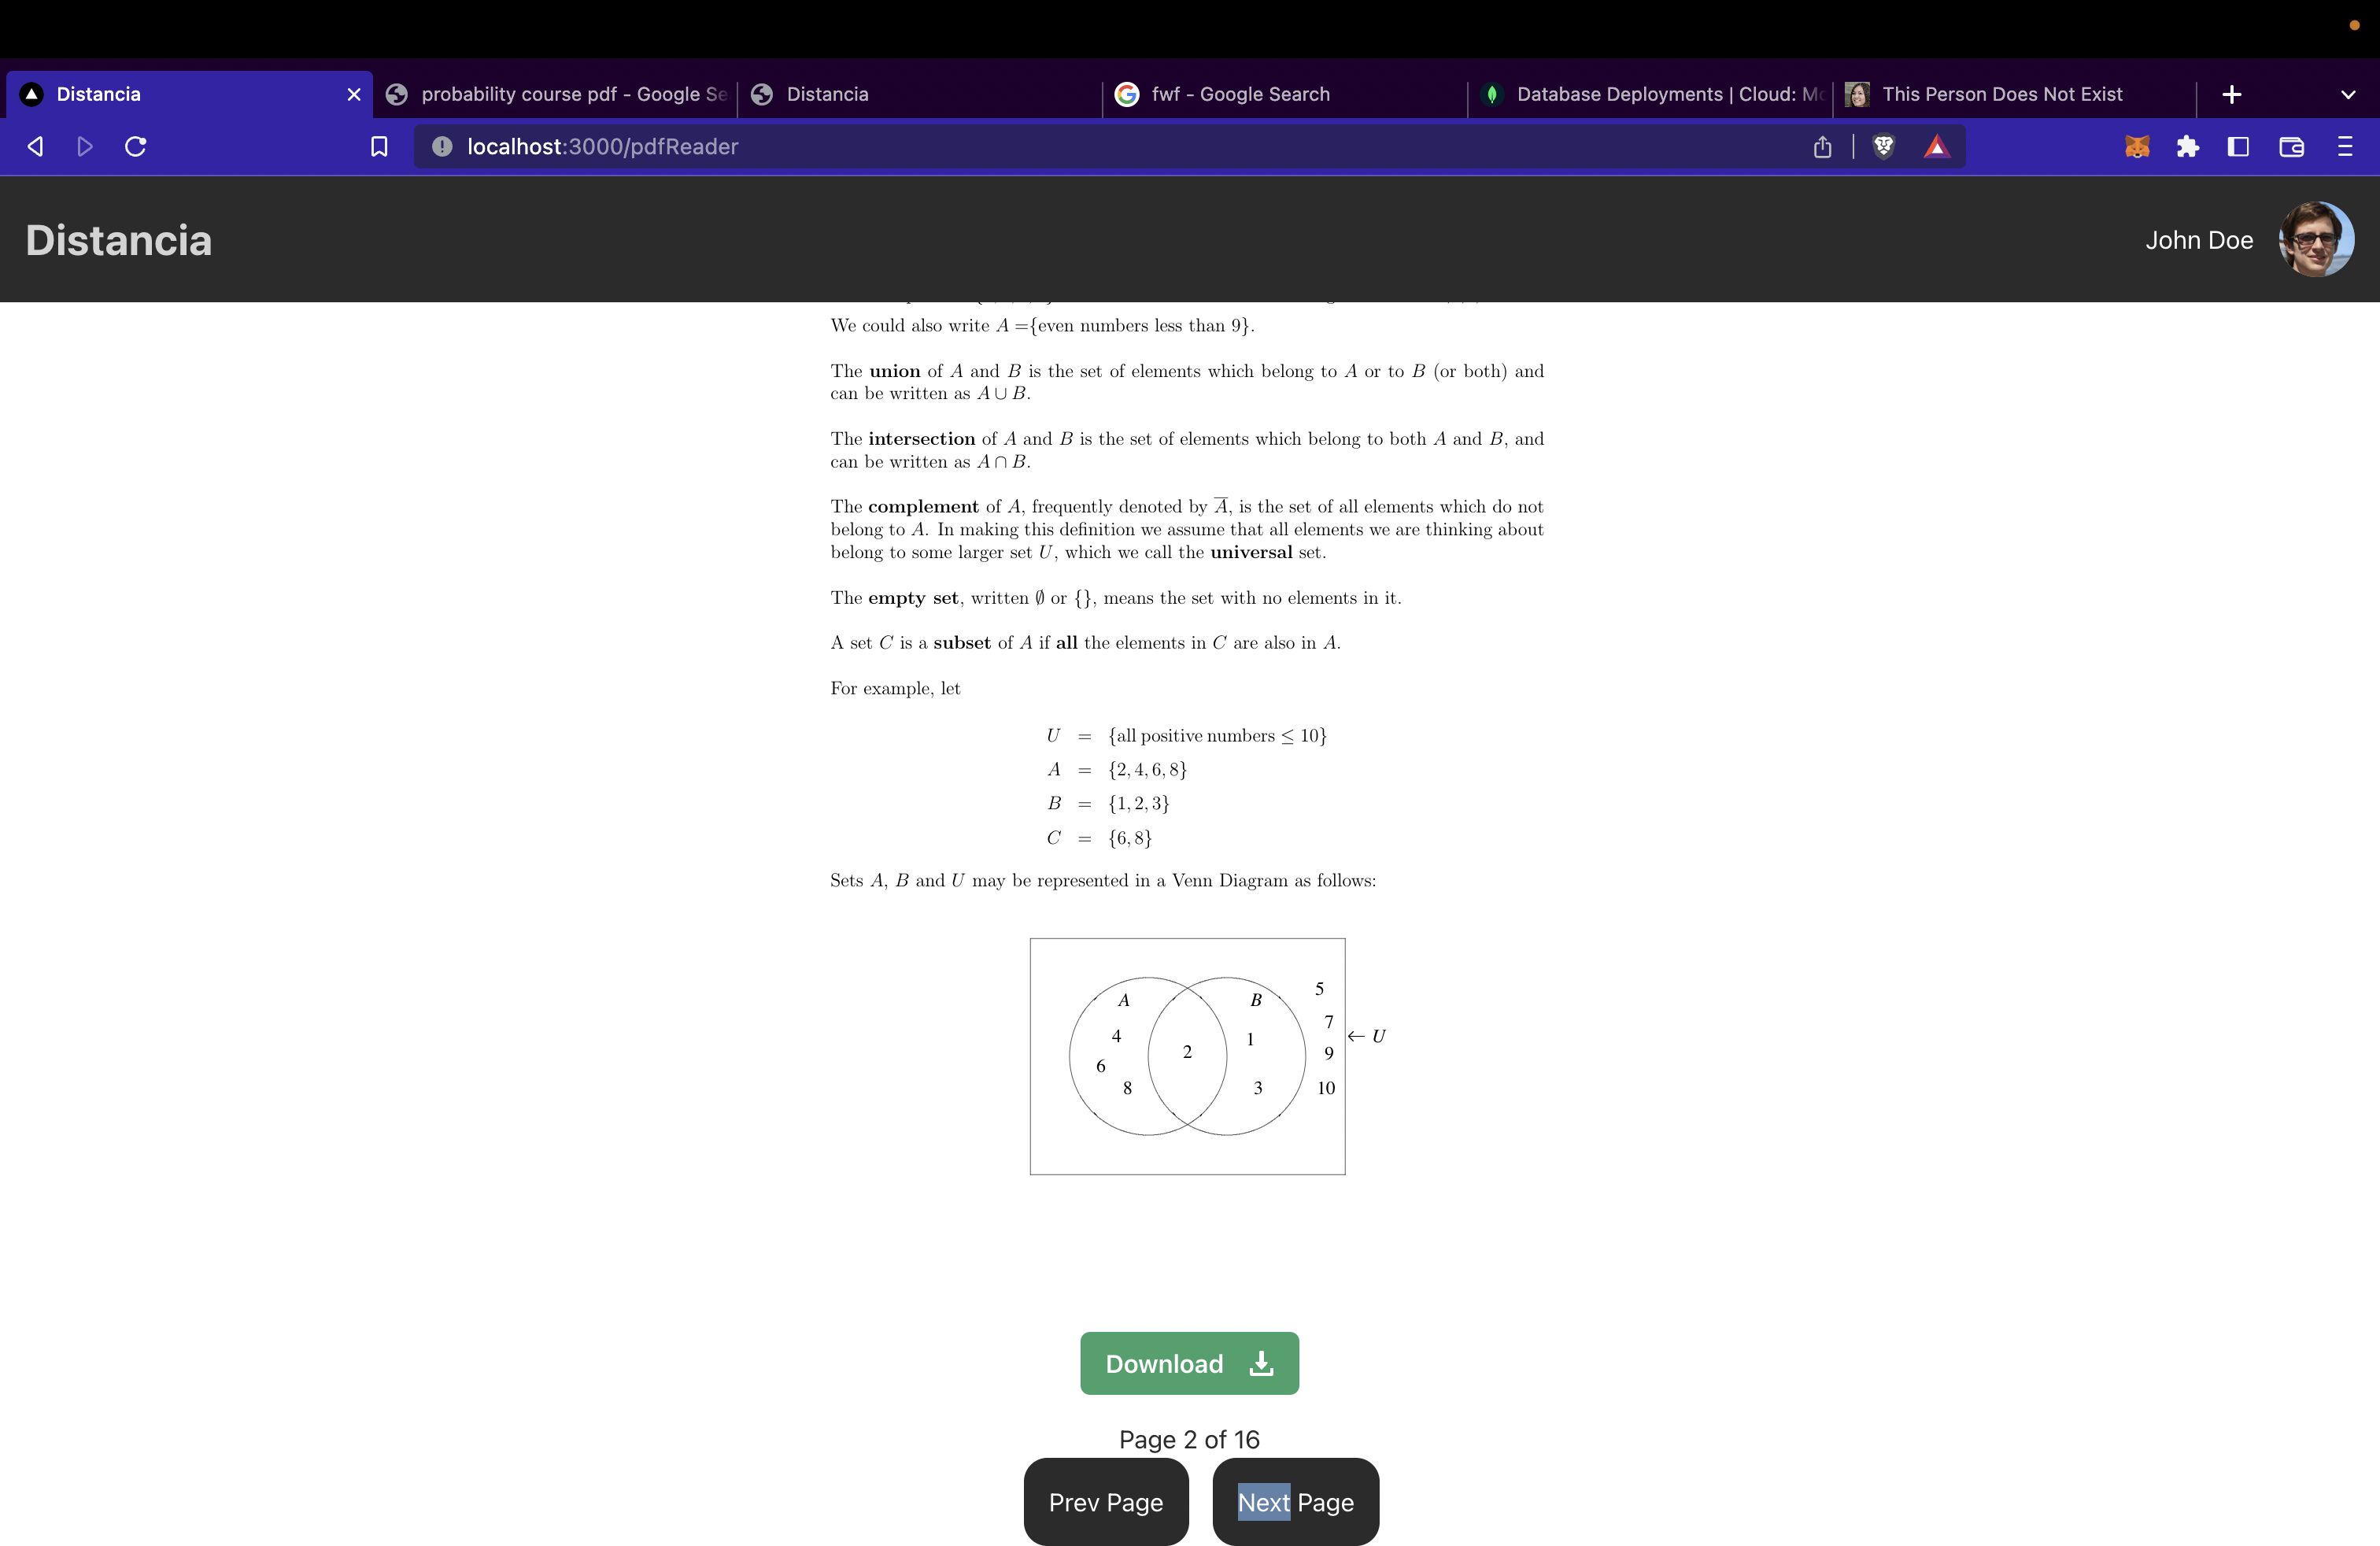 Distancia
probability course pdf - Google Se
Distancia
fwf - Google Search
Database Deployments | Cloud: Mo
This Person Does Not Exist
localhost:3000/pdfReader
Distancia
John Doe
We could also write A ={even numbers less than 9}.
The union of A and B is the set of elements which belong to A or to B (or both) and
can be written as A ∪ B.
The intersection of A and B is the set of elements which belong to both A and B, and
can be written as A ∩ B.
The complement of A, frequently denoted by A̅, is the set of all elements which do not
belong to A. In making this definition we assume that all elements we are thinking about
belong to some larger set U, which we call the universal set.
The empty set, written ∅ or {}, means the set with no elements in it.
A set C is a subset of A if all the elements in C are also in A.
For example, let
U = {all positive numbers ≤ 10}
A = {2, 4, 6, 8}
B = {1, 2, 3}
C = {6, 8}
Sets A, B and U may be represented in a Venn Diagram as follows:
A B 5
4 1 7
← U
6 2 9
8 3 10
Download
Page 2 of 16
Prev Page Next Page